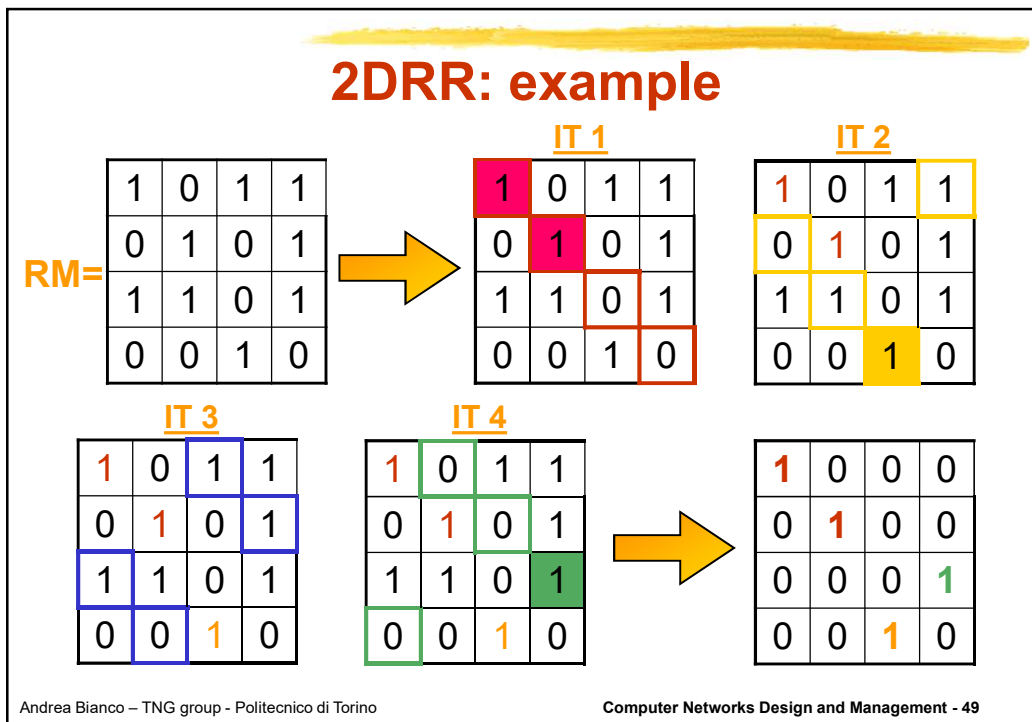 2DRR: example
IT 1
IT 2
RM=
1 0 1 1
0 1 0 1
1 1 0 1
0 0 1 0
1 0 1 1
0 1 0 1
1 1 0 1
0 0 1 0
1 0 1 1
0 1 0 1
1 1 0 1
0 0 1 0
IT 3
IT 4
1 0 1 1
0 1 0 1
1 1 0 1
0 0 1 0
1 0 1 1
0 1 0 1
1 1 0 1
0 0 1 0
1 0 0 0
0 1 0 0
0 0 0 1
0 0 1 0
Andrea Bianco – TNG group - Politecnico di Torino
Computer Networks Design and Management - 49